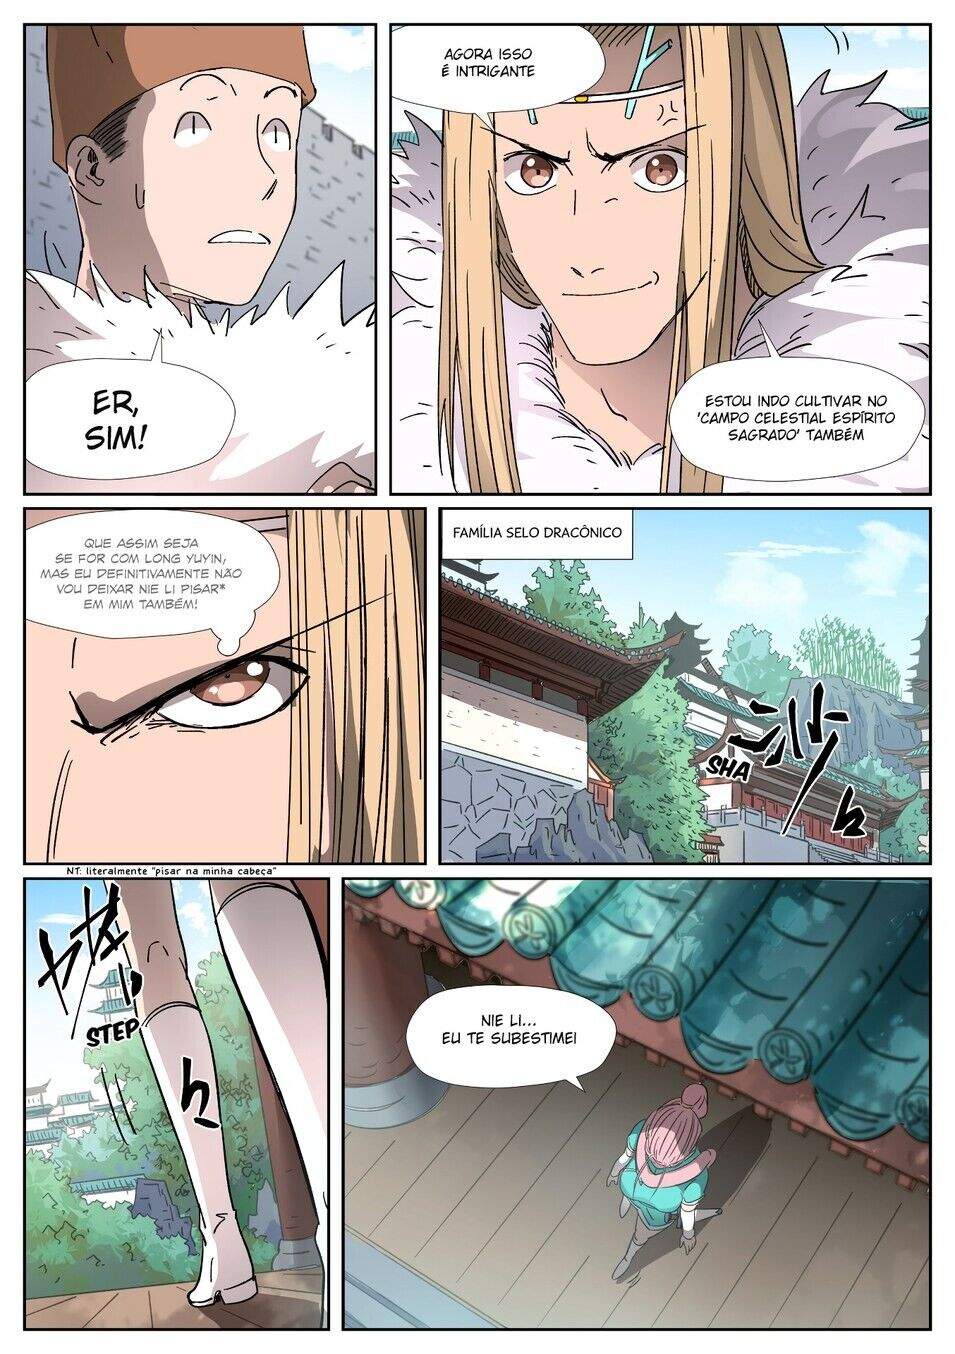 ER,
SIM!
AGORA ISSO
É INTRIGANTE
ESTOU INDO CULTIVAR NO
'CAMPO CELESTIAL ESPÍRITO
SAGRADO' TAMBÉM
QUE ASSIM SEJA
SE FOR COM LONG YUYIN,
MAS EU DEFINITIVAMENTE NÃO
VOU DEIXAR NIE LI PISAR*
EM MIM TAMBÉM!
NT: literalmente "pisar na minha cabeça"
FAMÍLIA SELO DRACÔNICO
SHA
STEP
NIE LI...
EU TE SUBESTIMEI